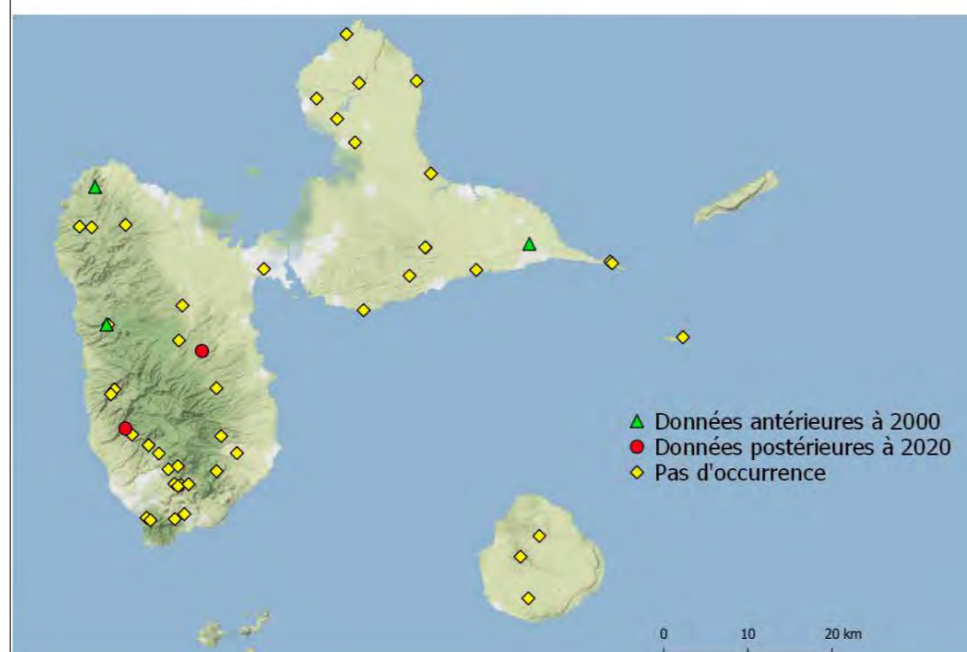 Données antérieures à 2000
Données postérieures à 2020
Pas d'occurrence
0 10 20 km